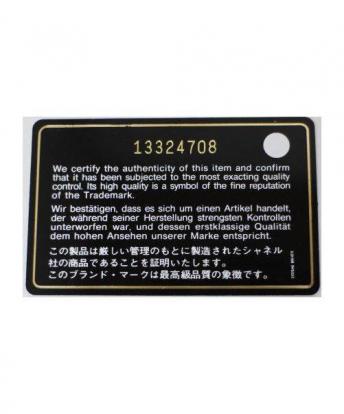 13324708
We certify the authenticity of this item and confirm
that it has been subjected to the most exacting quality
control. Its high quality is a symbol of the fine reputation
of the Trademark.
Wir bestätigen, dass es sich um einen Artikel handelt,
der während seiner Herstellung strengsten Kontrollen
unterworfen war, und dessen erstklassige Qualität
dem hohen Ansehen unserer Marke entspricht.
この製品は厳しい管理のもとに製造されたシャネル
社の商品であることを証明いたします。
このブランド・マークは最高級品質の象徴です。